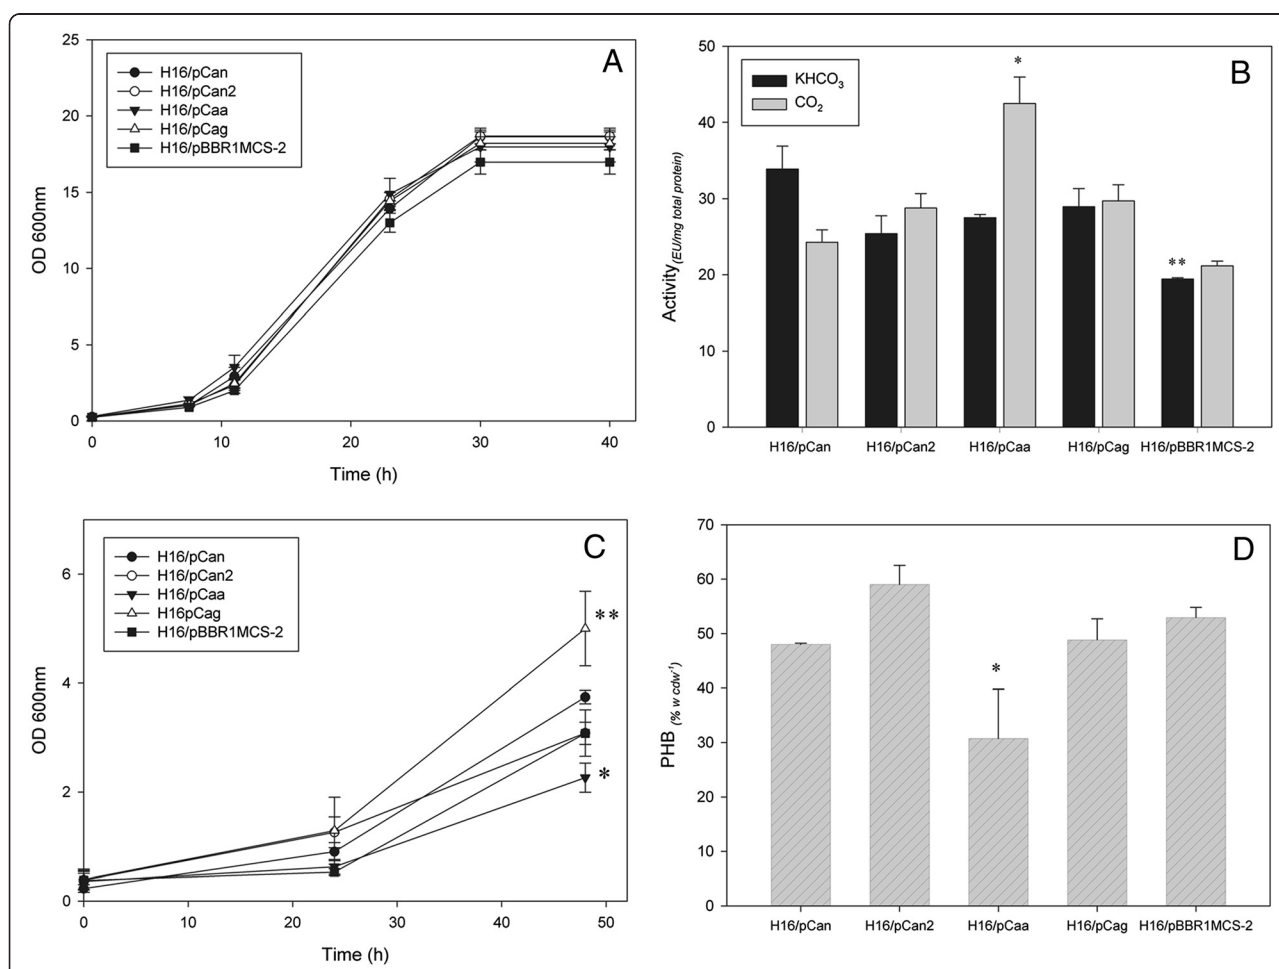 A
25
20
15
10
5
0
OD 600nm
H16/pCan
H16/pCan2
H16/pCaa
H16/pCag
H16/pBBR1MCS-2
0 10 20 30 40
Time (h)
B
50
40
30
20
10
0
Activity (EU/mg total protein)
KHCO3
CO2
*
**
H16/pCan H16/pCan2 H16/pCaa H16/pCag H16/pBBR1MCS-2
C
6
4
2
0
OD 600nm
H16/pCan
H16/pCan2
H16/pCaa
H16pCag
H16/pBBR1MCS-2
**
*
0 10 20 30 40 50
Time (h)
D
70
60
50
40
30
20
10
0
PHB (% w cdw-1)
*
H16/pCan H16/pCan2 H16/pCaa H16/pCag H16/pBBR1MCS-2